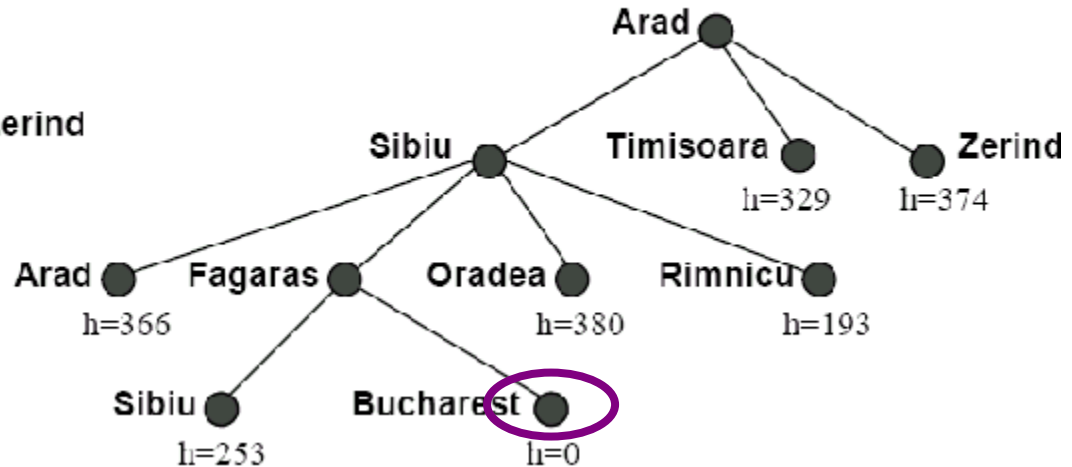 Arad
erind
Sibiu Timisoara Zerind
h=329 h=374
Arad Fagaras Oradea Rimnicu
h=366 h=380 h=193
Sibiu Bucharest
h=253 h=0